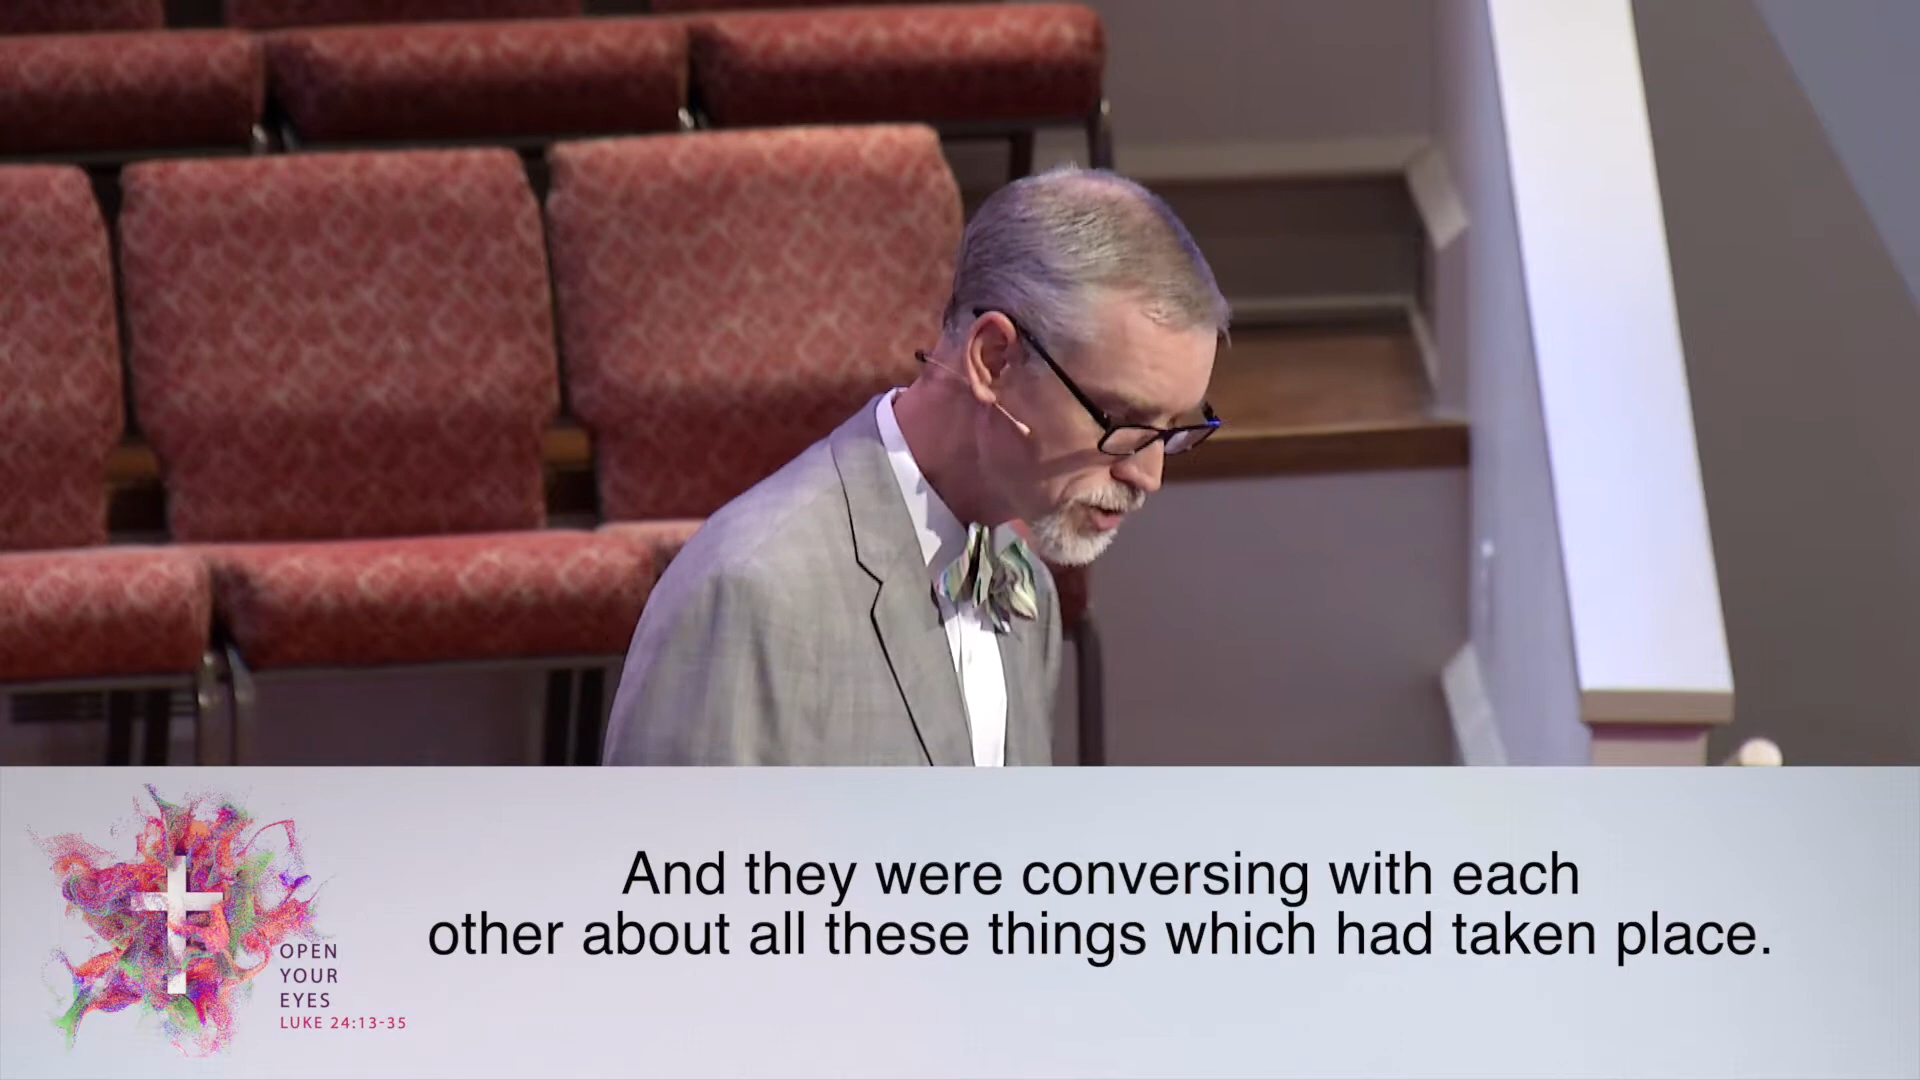 And they were conversing with each
other about all these things which had taken place.
OPEN
YOUR
EYES
LUKE 24:13-35